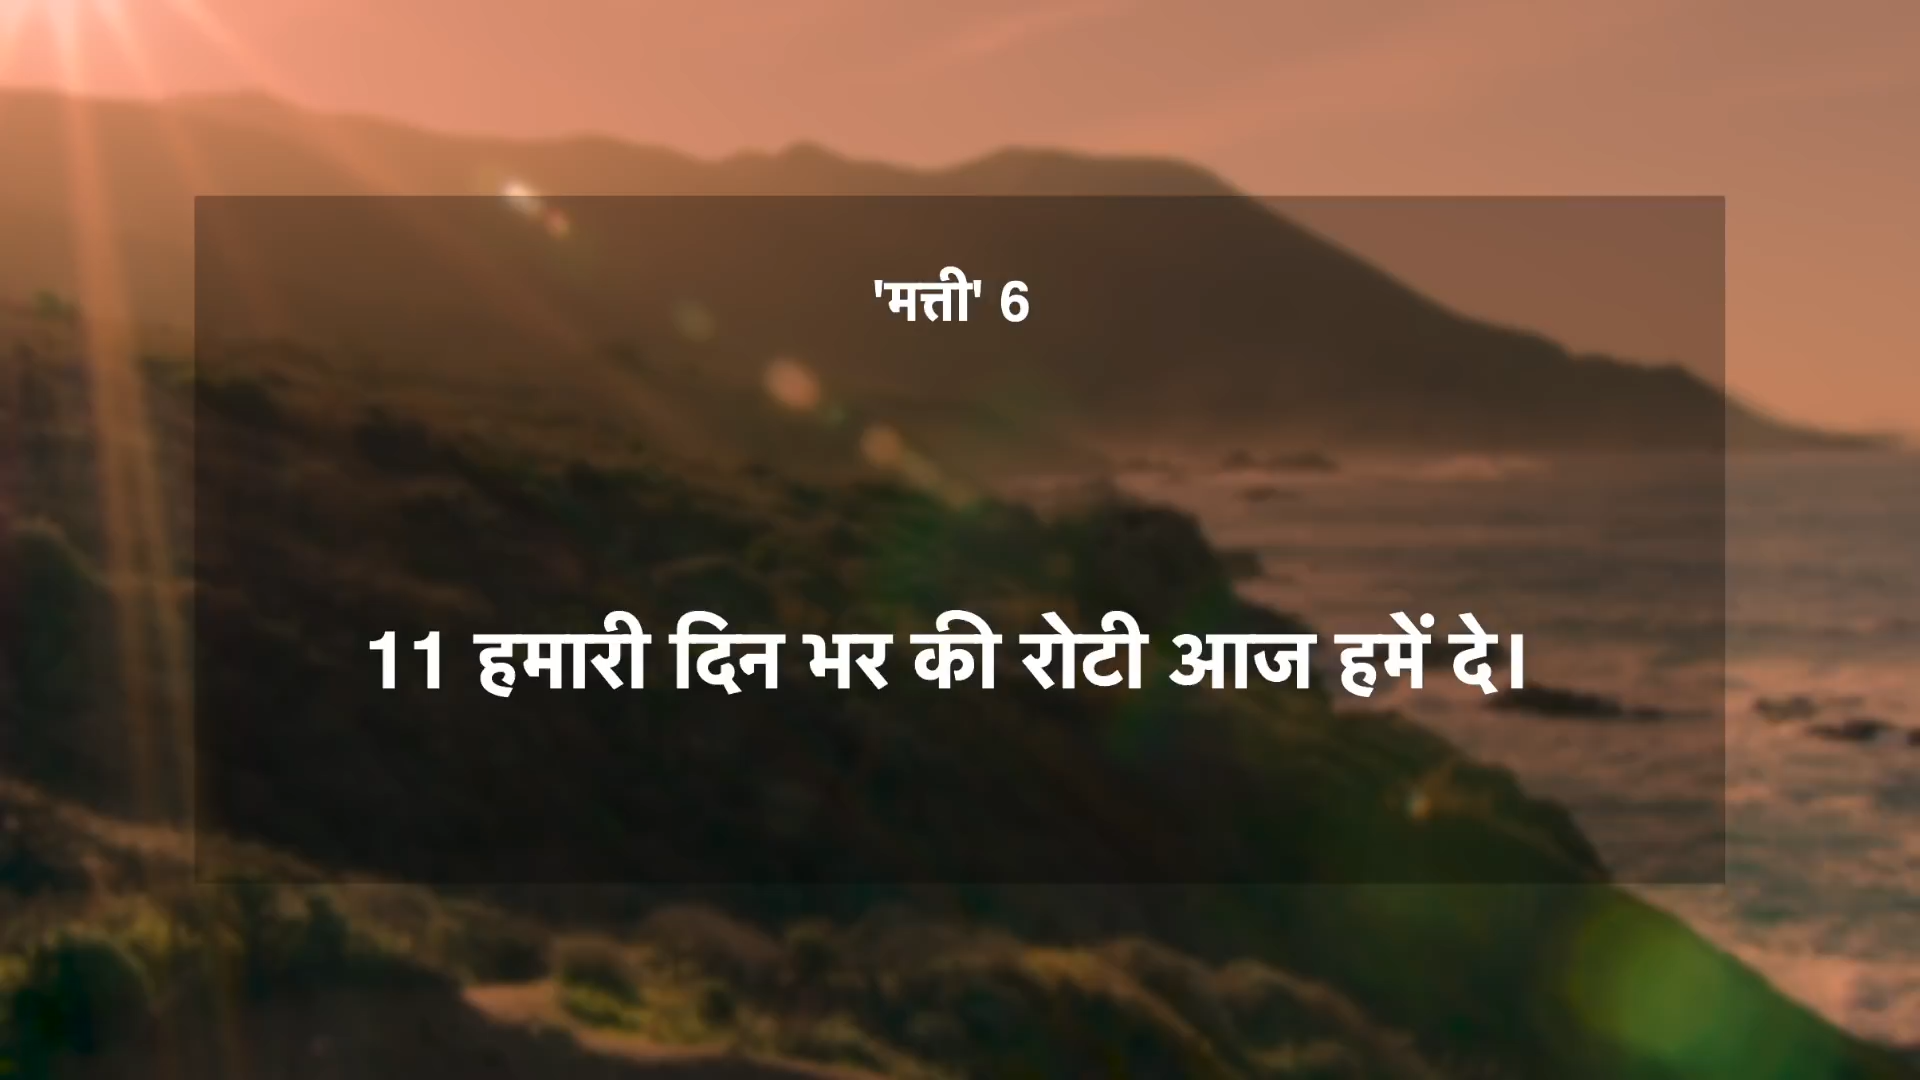 'मत्ती' 6
11 हमारी दिन भर की रोटी आज हमें दे।